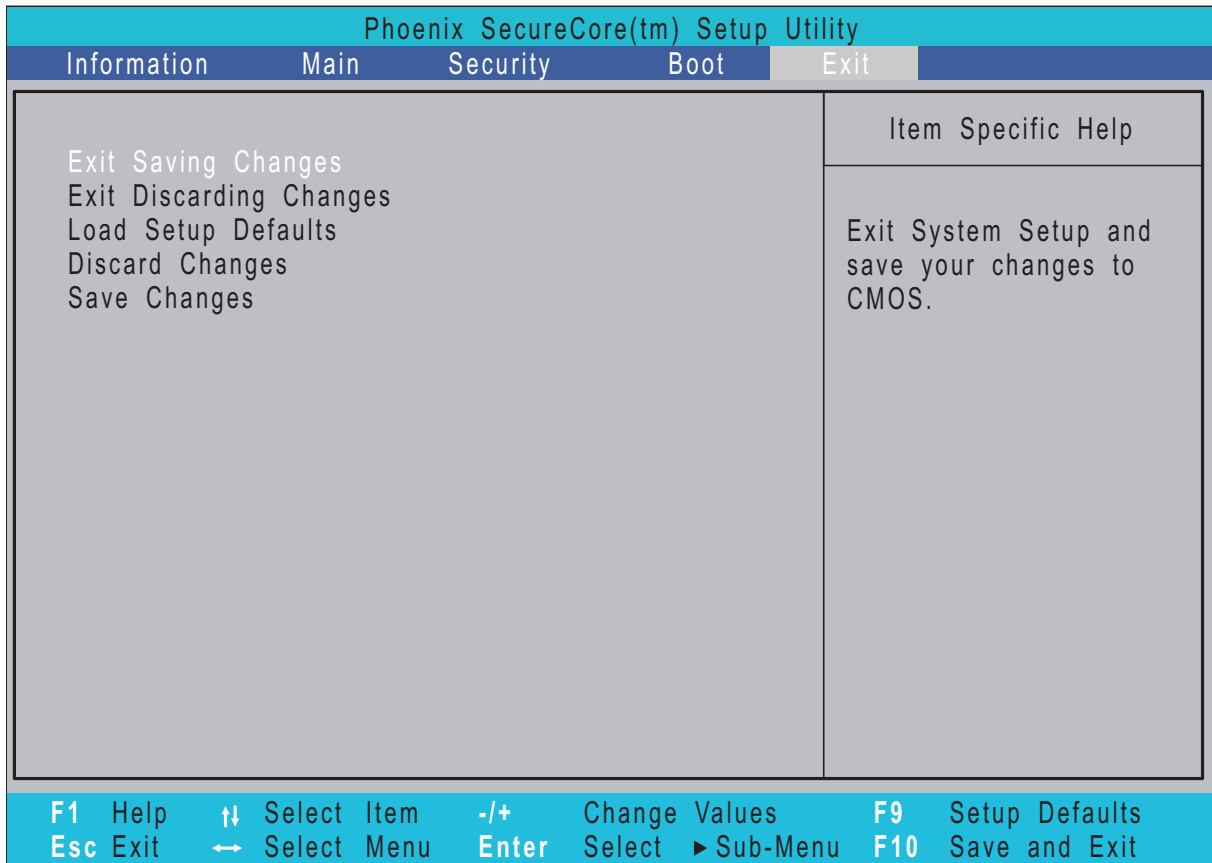 Phoenix SecureCore(tm) Setup Utility
Information Main Security Boot Exit
Item Specific Help
Exit Saving Changes
Exit Discarding Changes
Load Setup Defaults
Discard Changes
Save Changes
Exit System Setup and
save your changes to
CMOS.
F1 Help ↑↓ Select Item -/+ Change Values F9 Setup Defaults
Esc Exit ↔ Select Menu Enter Select ► Sub-Menu F10 Save and Exit